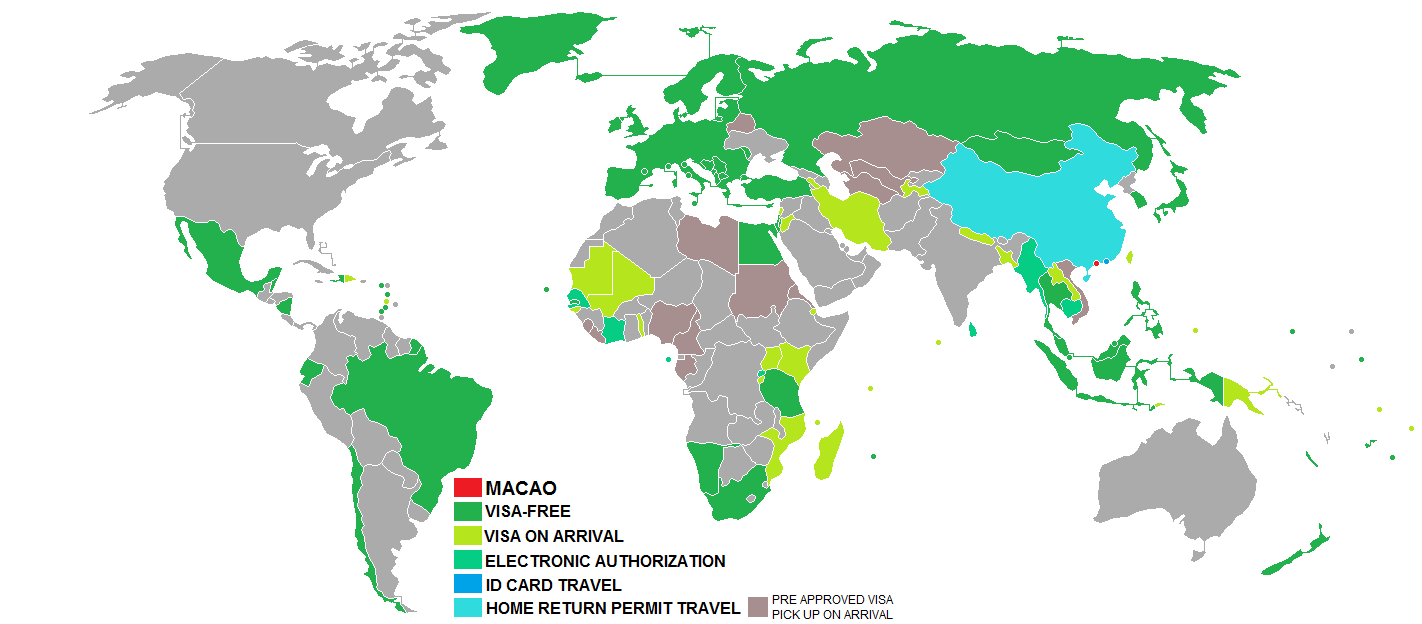 MACAO
VISA-FREE
VISA ON ARRIVAL
ELECTRONIC AUTHORIZATION
ID CARD TRAVEL
HOME RETURN PERMIT TRAVEL
PRE APPROVED VISA
PICK UP ON ARRIVAL